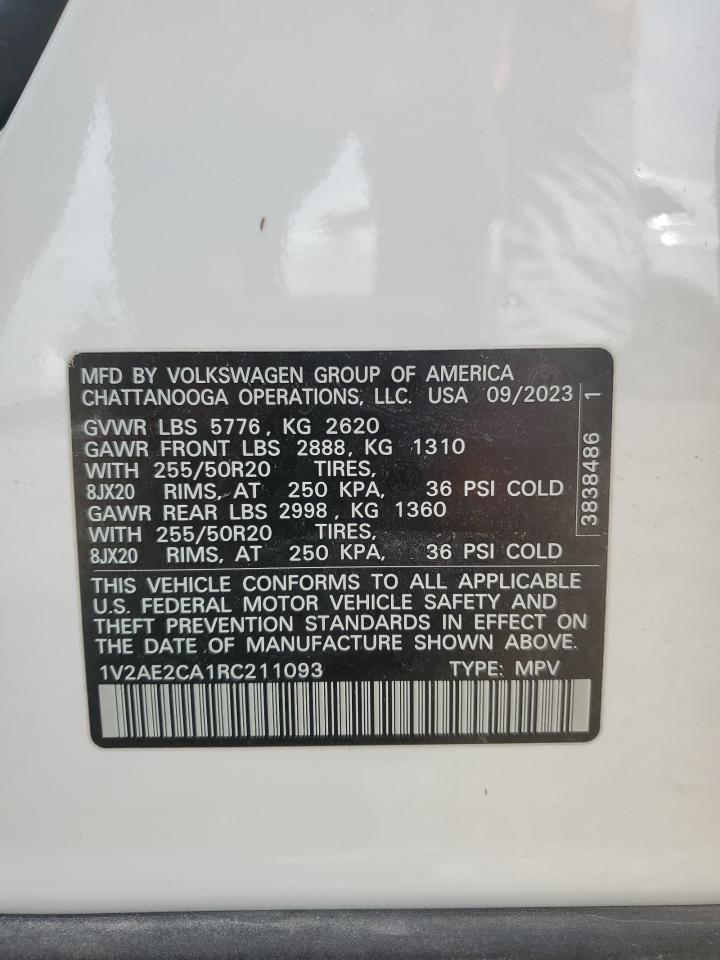 MFD BY VOLKSWAGEN GROUP OF AMERICA
CHATTANOOGA OPERATIONS, LLC. USA 09/2023
GVWR LBS 5776, KG 2620
GAWR FRONT LBS 2888, KG 1310
WITH 255/50R20 TIRES,
8JX20 RIMS, AT 250 KPA, 36 PSI COLD
GAWR REAR LBS 2998, KG 1360
WITH 255/50R20 TIRES,
8JX20 RIMS, AT 250 KPA, 36 PSI COLD
3838486 1
THIS VEHICLE CONFORMS TO ALL APPLICABLE
U.S. FEDERAL MOTOR VEHICLE SAFETY AND
THEFT PREVENTION STANDARDS IN EFFECT ON
THE DATE OF MANUFACTURE SHOWN ABOVE.
1V2AE2CA1RC211093 TYPE: MPV